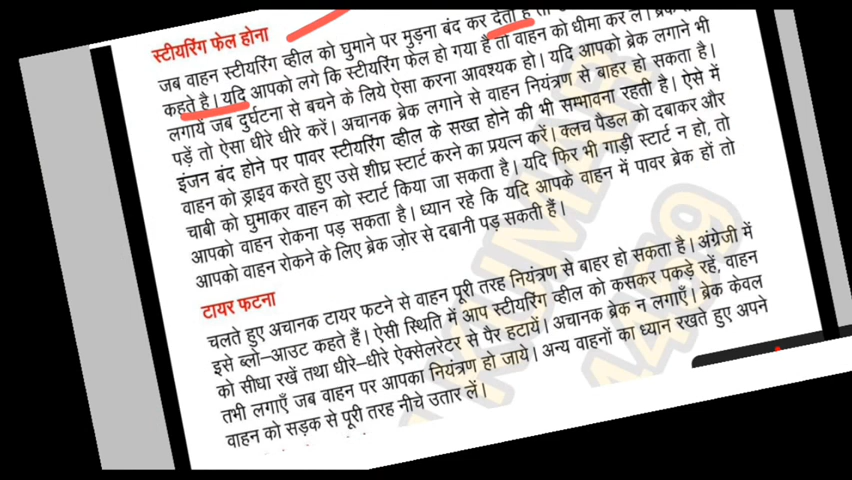 स्टीयरिंग फेल होना
जब वाहन स्टीयरिंग व्हील को घुमाने पर मुड़ना बंद कर देता है तो
कहते है। यदि आपको लगे कि स्टीयरिंग फेल हो गया है तो वाहन को धीमा कर लें।
लगायें जब दुर्घटना से बचने के लिये ऐसा करना आवश्यक हो। यदि आपको ब्रेक लगाने भी
पड़ें तो ऐसा धीरे धीरे करें। अचानक ब्रेक लगाने से वाहन नियंत्रण से बाहर हो सकता है।
इंजन बंद होने पर पावर स्टीयरिंग व्हील के सख्त होने की भी सम्भावना रहती है। ऐसे में
वाहन को ड्राइव करते हुए उसे शीघ्र स्टार्ट करने का प्रयत्न करें। क्लच पैडल को दबाकर और
चाबी को घुमाकर वाहन को स्टार्ट किया जा सकता है। यदि फिर भी गाड़ी स्टार्ट न हो, तो
आपको वाहन रोकना पड़ सकता है। ध्यान रहे कि यदि आपके वाहन में पावर ब्रेक हों तो
आपको वाहन रोकने के लिए ब्रेक ज़ोर से दबानी पड़ सकती हैं।
टायर फटना
चलते हुए अचानक टायर फटने से वाहन पूरी तरह नियंत्रण से बाहर हो सकता है। अंग्रेजी में
इसे ब्लो–आउट कहते हैं। ऐसी स्थिति में आप स्टीयरिंग व्हील को कसकर पकड़े रहें, वाहन
को सीधा रखें तथा धीरे–धीरे ऐक्सेलरेटर से पैर हटायें। अचानक ब्रेक न लगाएँ। ब्रेक केवल
तभी लगाएँ जब वाहन पर आपका नियंत्रण हो जाये। अन्य वाहनों का ध्यान रखते हुए अपने
वाहन को सड़क से पूरी तरह नीचे उतार लें।
KUMAR
4459